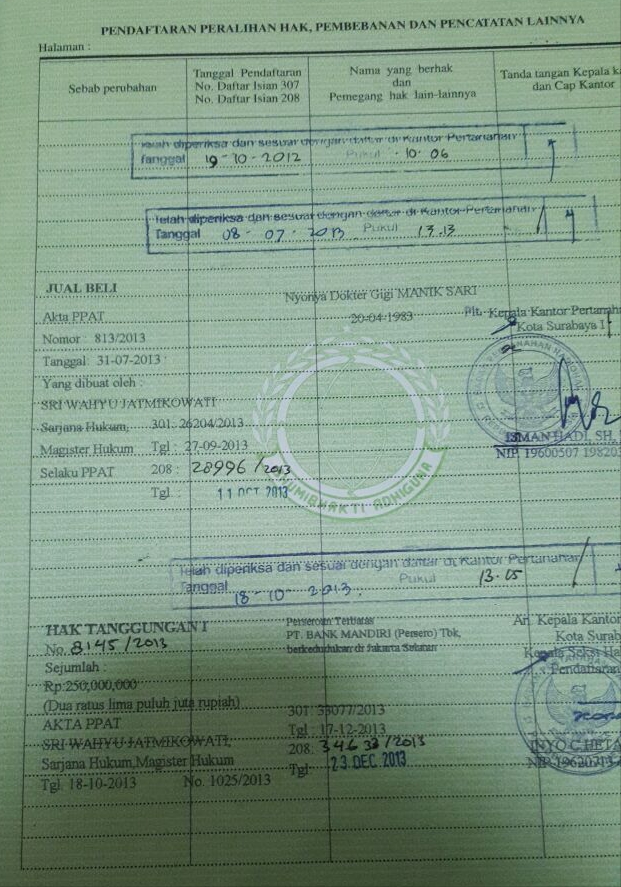 PENDAFTARAN PERALIHAN HAK, PEMBEBANAN DAN PENCATATAN LAINNYA
Halaman :
Sebab perubahan
Tanggal Pendaftaran
No. Daftar Isian 307
No. Daftar Isian 208
Nama yang berhak
dan
Pemegang hak lain-lainnya
Tanda tangan Kepala ka
dan Cap Kantor
Telah diperiksa dan sesuai dengan daftar di Kantor Pertanahan
Tanggal 19-10-2012 Pukul 10.06
Telah diperiksa dan sesuai dengan daftar di Kantor Pertanahan
Tanggal 08-07-2013 Pukul 13.13
JUAL BELI
Akta PPAT
Nomor : 813/2013
Tanggal: 31-07-2013
Yang dibuat oleh :
SRI WAHYU JATMIKOWATI
Sarjana Hukum, 301: 26204/2013
Magister Hukum Tgl : 27-09-2013
Selaku PPAT 208 : 28996/2013
Tgl : 11 OCT 2013
Nyonya Dokter Gigi MANIK SARI
20-04-1983
Plt. Kepala Kantor Pertanaha
Kota Surabaya I
ISMAN HADI, SH,
NIP. 19600507 198203
BUMIBHAKTI ADHIGUNA
Telah diperiksa dan sesuai dengan daftar di Kantor Pertanahan
Tanggal 18-10-2013 Pukul 13.05
HAK TANGGUNGAN I
No. 8145/2013
Sejumlah :
Rp.250,000,000
(Dua ratus lima puluh juta rupiah)
AKTA PPAT
SRI WAHYU JATMIKOWATI,
Sarjana Hukum,Magister Hukum
Tgl. 18-10-2013 No. 1025/2013
Perseroan Terbatas
PT. BANK MANDIRI (Persero) Tbk,
berkedudukan di Jakarta Selatan
301: 33077/2013
Tgl : 17-12-2013
208: 34633/2013
Tgl: 23 DEC 2013
An. Kepala Kantor
Kota Surab
Kepala Seksi Ha
Pendaftaran